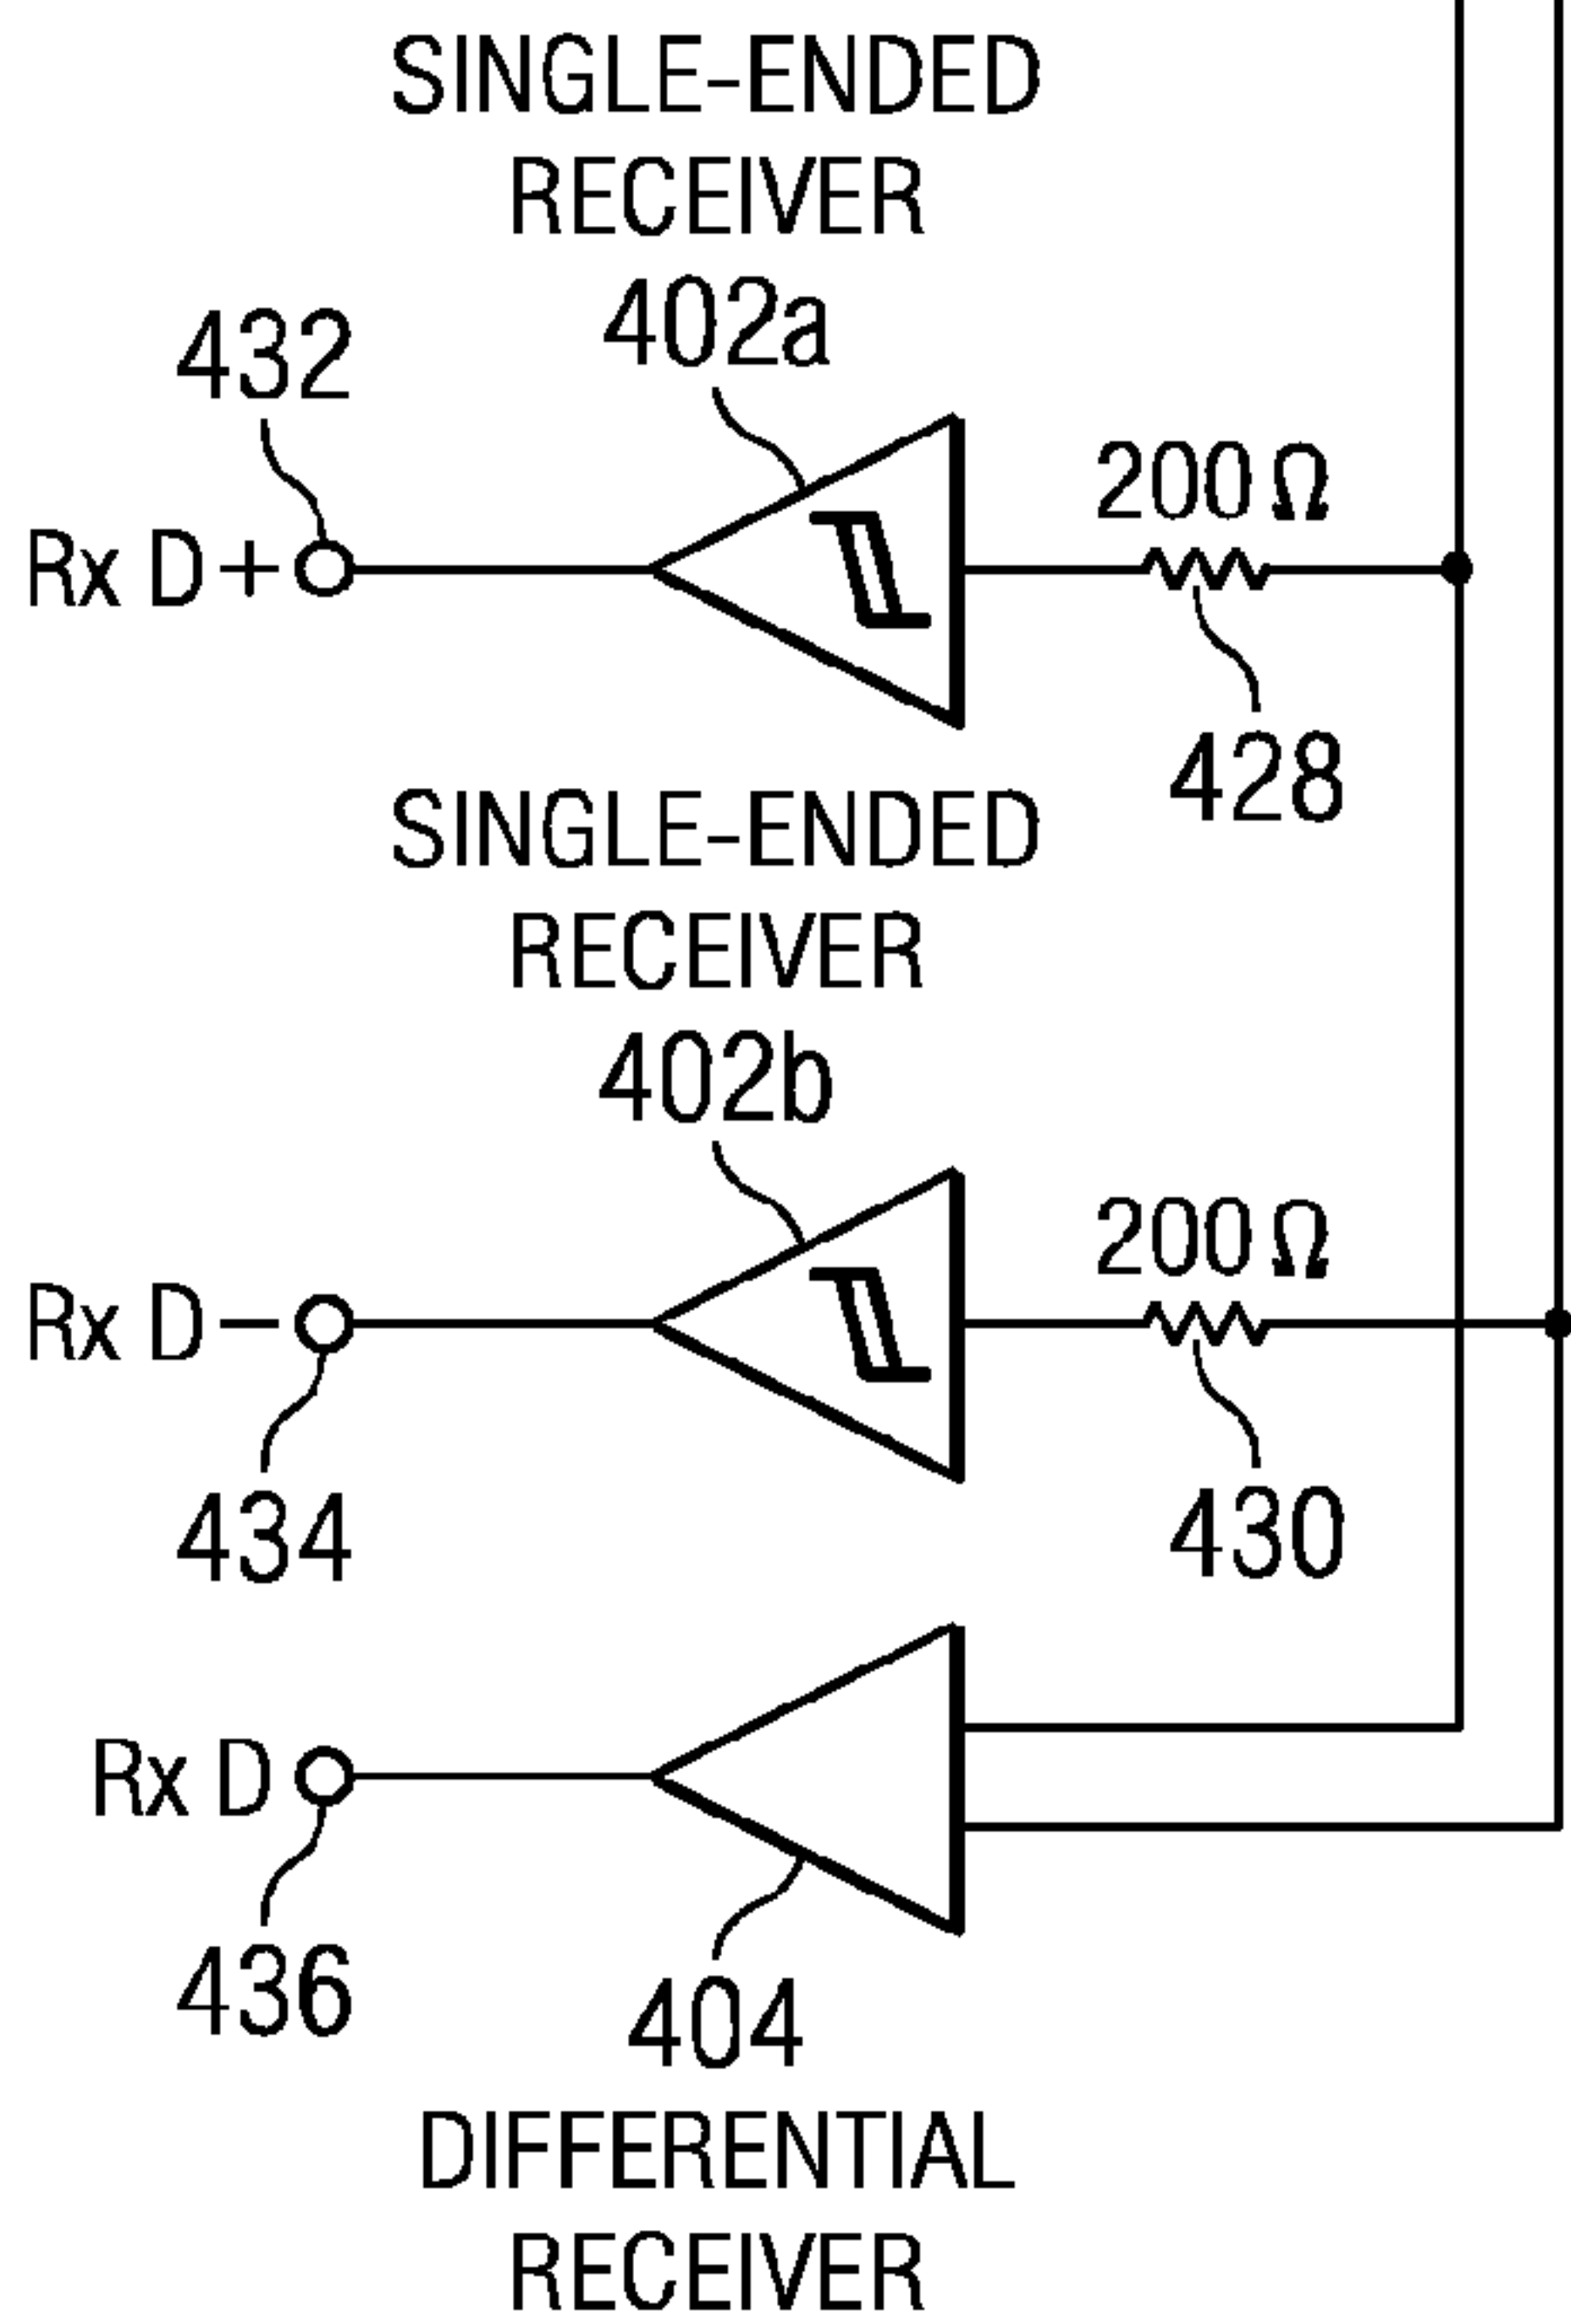 SINGLE-ENDED
RECEIVER
402a
432
200 Ω
Rx D+
428
SINGLE-ENDED
RECEIVER
402b
200 Ω
Rx D−
434
430
Rx D
436
404
DIFFERENTIAL
RECEIVER